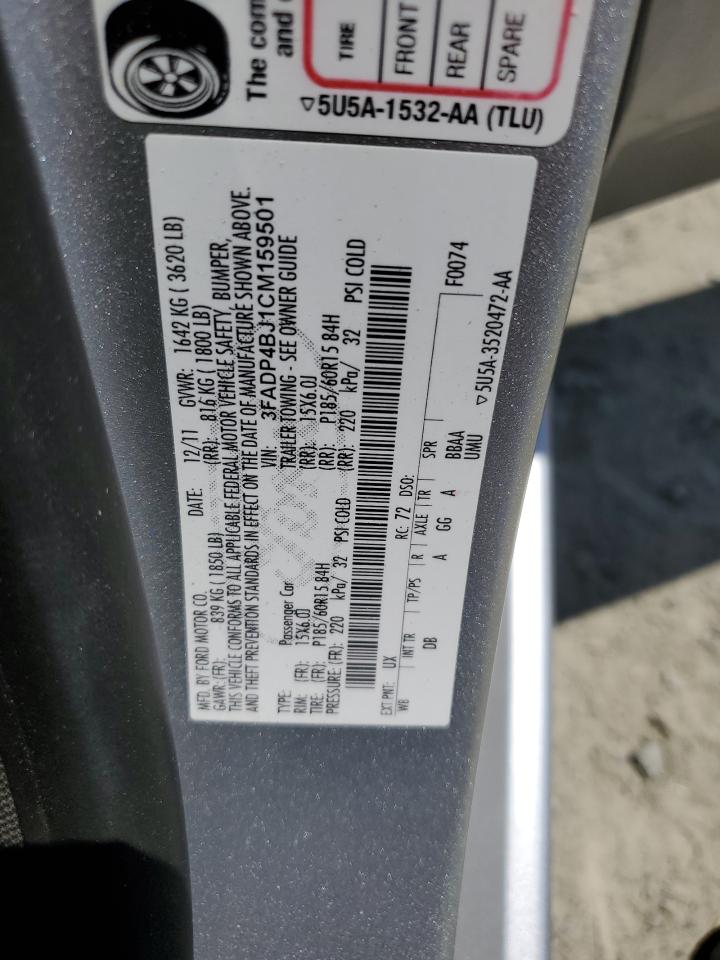 The com
and c
TIRE
FRONT
REAR
SPARE
▽5U5A-1532-AA (TLU)
MFD. BY FORD MOTOR CO.
DATE: 12/11 GVWR: 1642 KG ( 3620 LB)
GAWR: (FR): 839 KG ( 1850 LB) (RR): 816 KG ( 1800 LB)
THIS VEHICLE CONFORMS TO ALL APPLICABLE FEDERAL MOTOR VEHICLE SAFETY, BUMPER,
AND THEFT PREVENTION STANDARDS IN EFFECT ON THE DATE OF MANUFACTURE SHOWN ABOVE.
VIN: 3FADP4BJ1CM159501
TYPE: Passenger Car TRAILER TOWING - SEE OWNER GUIDE
RIM: (FR): 15X6.0J (RR): 15X6.0J
TIRE: (FR): P185/60R15 84H (RR): P185/60R15 84H
PRESSURE: (FR): 220 kPa/ 32 PSI COLD (RR): 220 kPa/ 32 PSI COLD
EXT PNT: UX RC: 72 DSO: F0074
WB INT TR TP/PS R AXLE TR SPR
DB A GG A BBAA
UMU
▽5U5A-3520472-AA